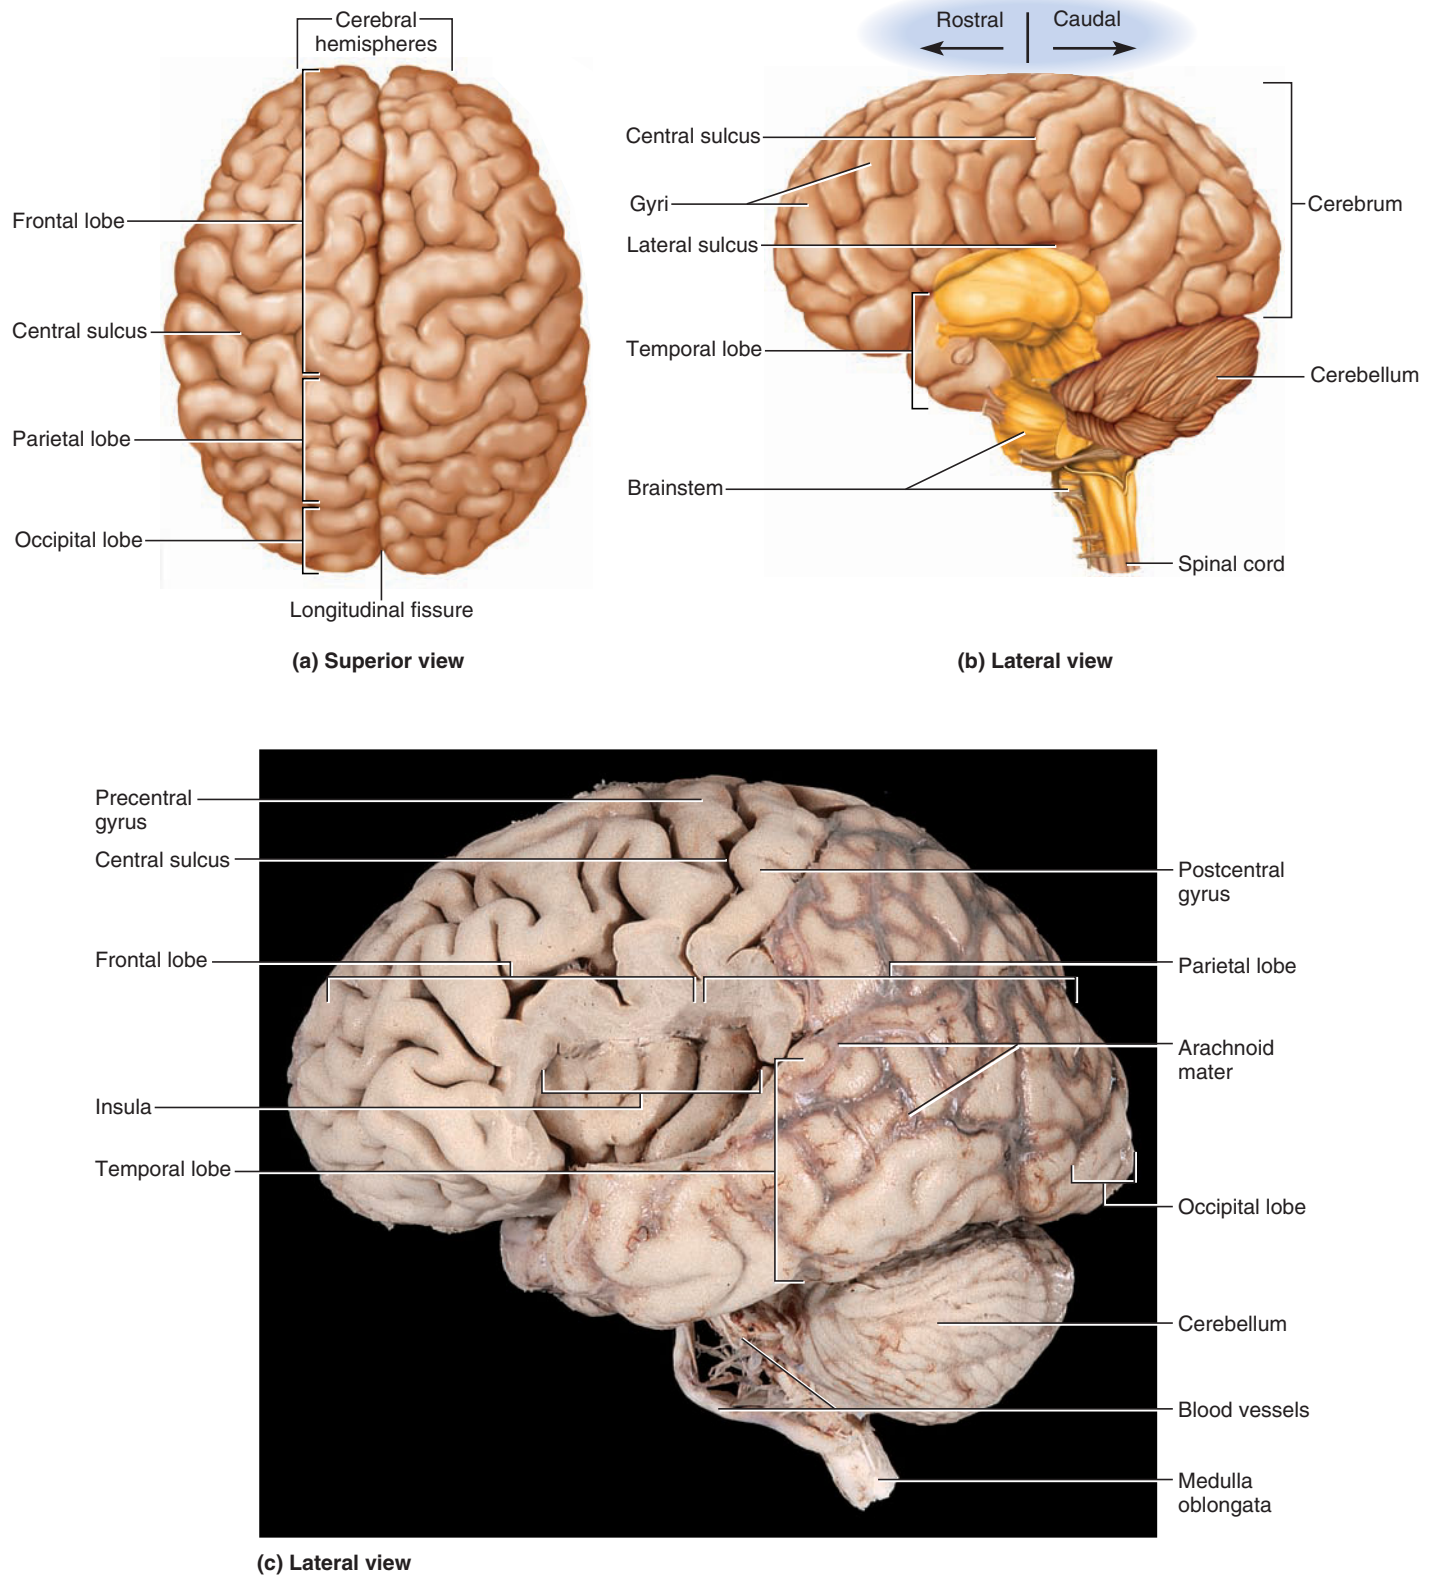 Cerebral
hemispheres
Frontal lobe
Central sulcus
Parietal lobe
Occipital lobe
Longitudinal fissure
(a) Superior view
Rostral
Caudal
Central sulcus
Gyri
Lateral sulcus
Temporal lobe
Brainstem
Cerebrum
Cerebellum
Spinal cord
(b) Lateral view
Precentral
gyrus
Central sulcus
Frontal lobe
Insula
Temporal lobe
Postcentral
gyrus
Parietal lobe
Arachnoid
mater
Occipital lobe
Cerebellum
Blood vessels
Medulla
oblongata
(c) Lateral view